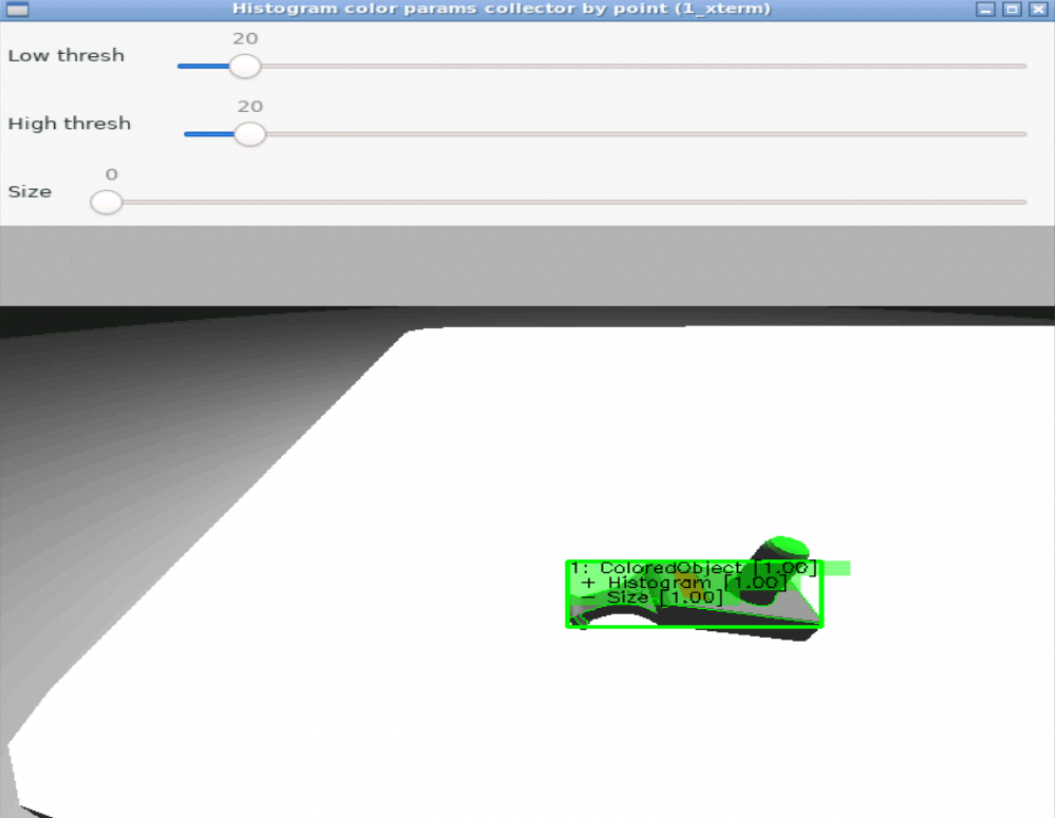 Histogram color params collector by point (1_xterm)
20
Low thresh
20
High thresh
0
Size
1: ColoredObject [1.00]
+ Histogram [1.00]
- Size [1.00]